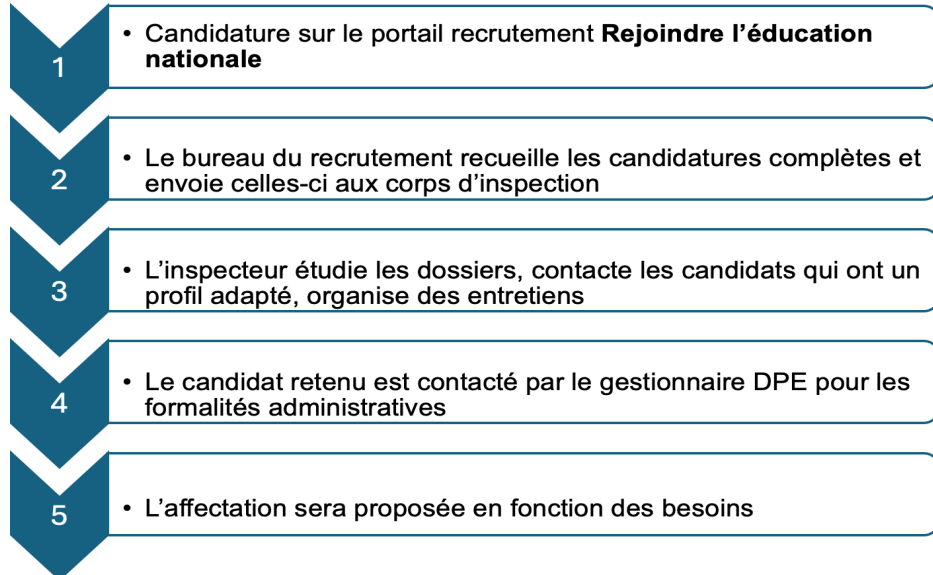 1
• Candidature sur le portail recrutement Rejoindre l’éducation
nationale
2
• Le bureau du recrutement recueille les candidatures complètes et
envoie celles-ci aux corps d’inspection
3
• L’inspecteur étudie les dossiers, contacte les candidats qui ont un
profil adapté, organise des entretiens
4
• Le candidat retenu est contacté par le gestionnaire DPE pour les
formalités administratives
5
• L’affectation sera proposée en fonction des besoins